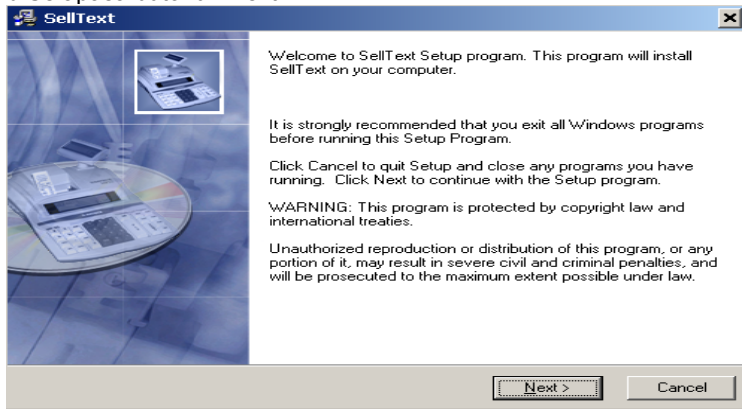 SellText
Welcome to SellText Setup program. This program will install
SellText on your computer.
It is strongly recommended that you exit all Windows programs
before running this Setup Program.
Click Cancel to quit Setup and close any programs you have
running. Click Next to continue with the Setup program.
WARNING: This program is protected by copyright law and
international treaties.
Unauthorized reproduction or distribution of this program, or any
portion of it, may result in severe civil and criminal penalties, and
will be prosecuted to the maximum extent possible under law.
Next >
Cancel